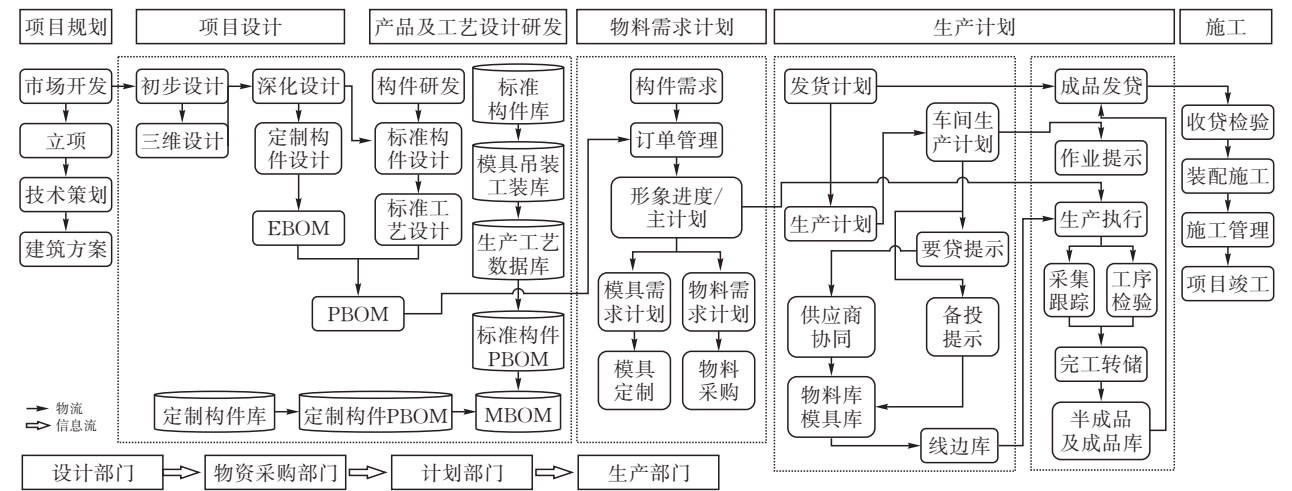 项目规划
项目设计
产品及工艺设计研发
物料需求计划
生产计划
施工
市场开发
立项
技术策划
建筑方案
初步设计
三维设计
深化设计
定制构
件设计
EBOM
构件研发
标准构
件设计
标准工
艺设计
PBOM
标准
构件库
模具吊装
工装库
生产工艺
数据库
标准构件
PBOM
定制构件库
定制构件PBOM
MBOM
构件需求
订单管理
形象进度/
主计划
模具需
求计划
物料需
求计划
模具
定制
物料
采购
发货计划
生产计划
车间生
产计划
要贷提示
供应商
协同
备投
提示
物料库
模具库
线边库
成品发贷
作业提示
生产执行
采集
跟踪
工序
检验
完工转储
半成品
及成品库
收贷检验
装配施工
施工管理
项目竣工
物流
信息流
设计部门
物资采购部门
计划部门
生产部门